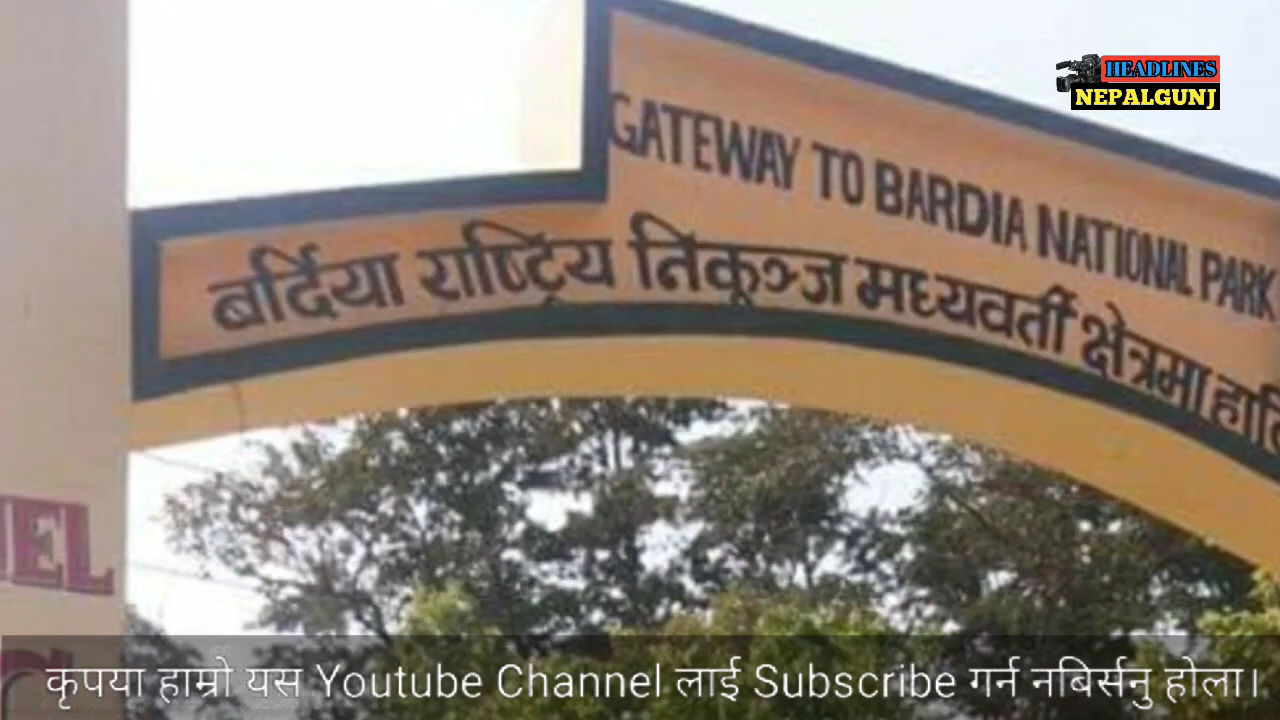 HEADLINES
NEPALGUNJ
GATEWAY TO BARDIA NATIONAL PARK
बर्दिया राष्ट्रिय निकूञ्ज मध्यवर्ती क्षेत्रमा
कृपया हाम्रो यस Youtube Channel लाई Subscribe गर्न नबिर्सनु होला।